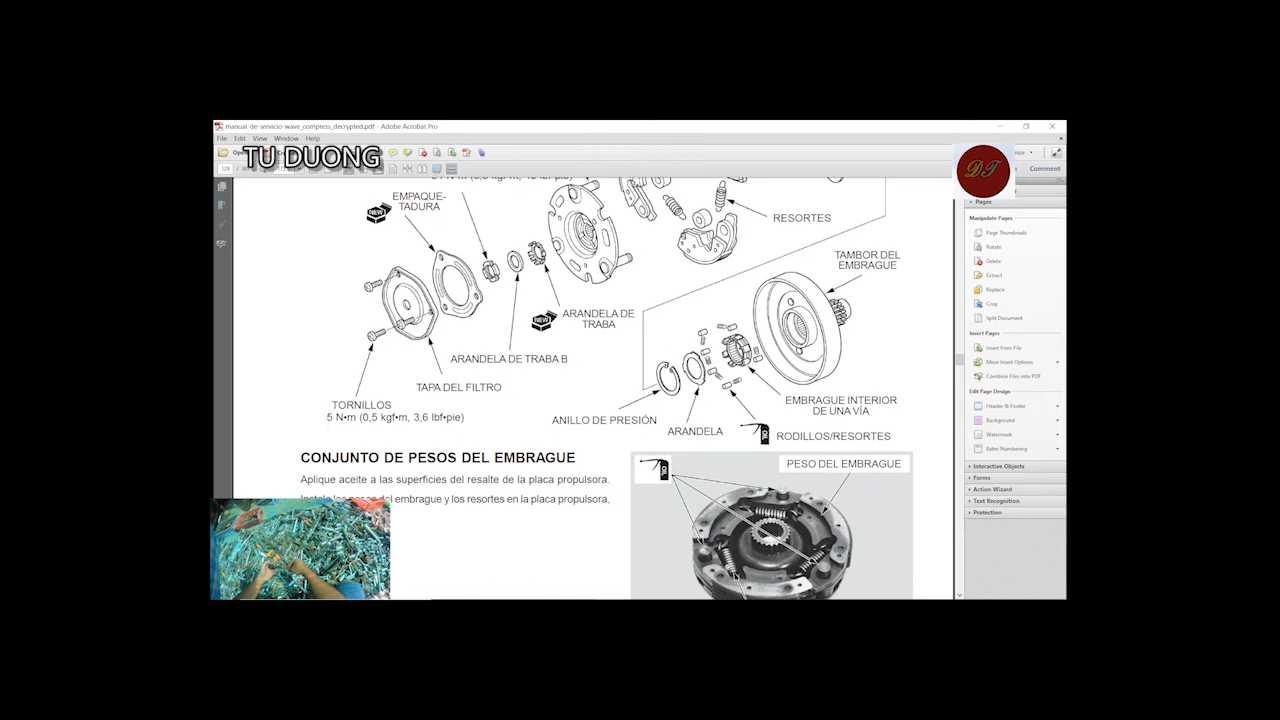 manual-de-servicio-wave_compress_decrypted.pdf - Adobe Acrobat Pro
File Edit View Window Help
TU DUONG
DT
Comment
129
Pages
Manipulate Pages
Page Thumbnails
Rotate
Delete
Extract
Replace
Crop
Split Document
Insert Pages
Insert from File
More Insert Options
Combine Files into PDF
Edit Page Design
Header & Footer
Background
Watermark
Bates Numbering
Interactive Objects
Forms
Action Wizard
Text Recognition
Protection
EMPAQUE-
TADURA
NEW
RESORTES
TAMBOR DEL
EMBRAGUE
NEW
ARANDELA DE
TRABA
ARANDELA DE TRABA B
TAPA DEL FILTRO
TORNILLOS
5 N•m (0,5 kgf•m, 3,6 lbf•pie)
ANILLO DE PRESIÓN
ARANDELA
EMBRAGUE INTERIOR
DE UNA VÍA
OIL
RODILLOS/RESORTES
CONJUNTO DE PESOS DEL EMBRAGUE
Aplique aceite a las superficies del resalte de la placa propulsora.
del embrague y los resortes en la placa propulsora,
OIL
PESO DEL EMBRAGUE